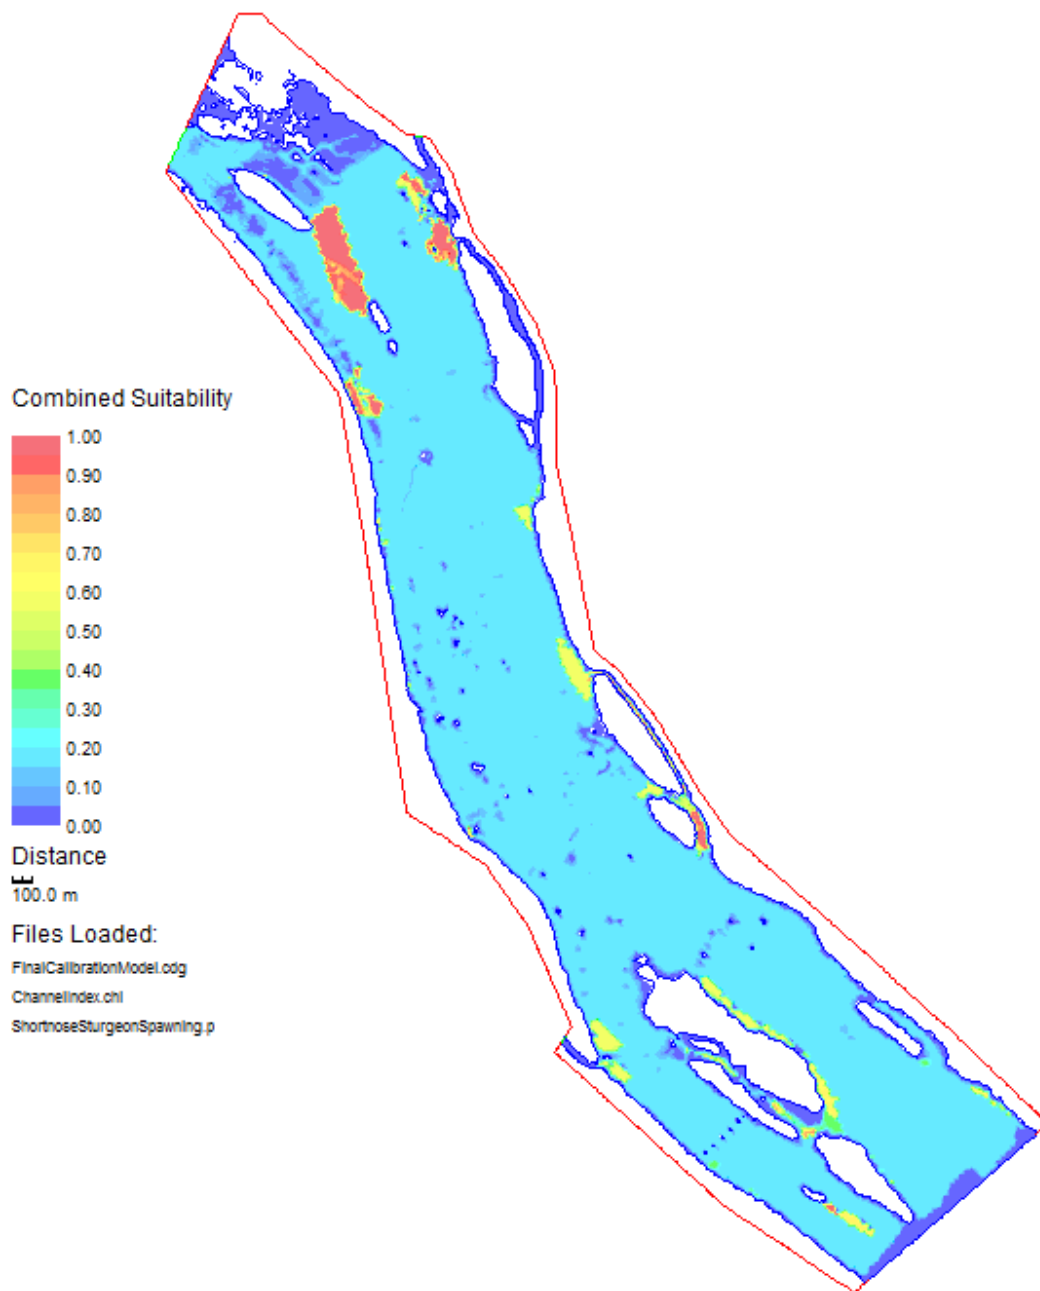 Combined Suitability
1.00
0.90
0.80
0.70
0.60
0.50
0.40
0.30
0.20
0.10
0.00
Distance
100.0 m
Files Loaded:
FinalCalibrationModel.cdg
ChannelIndex.chi
ShortnoseSturgeonSpawning.p